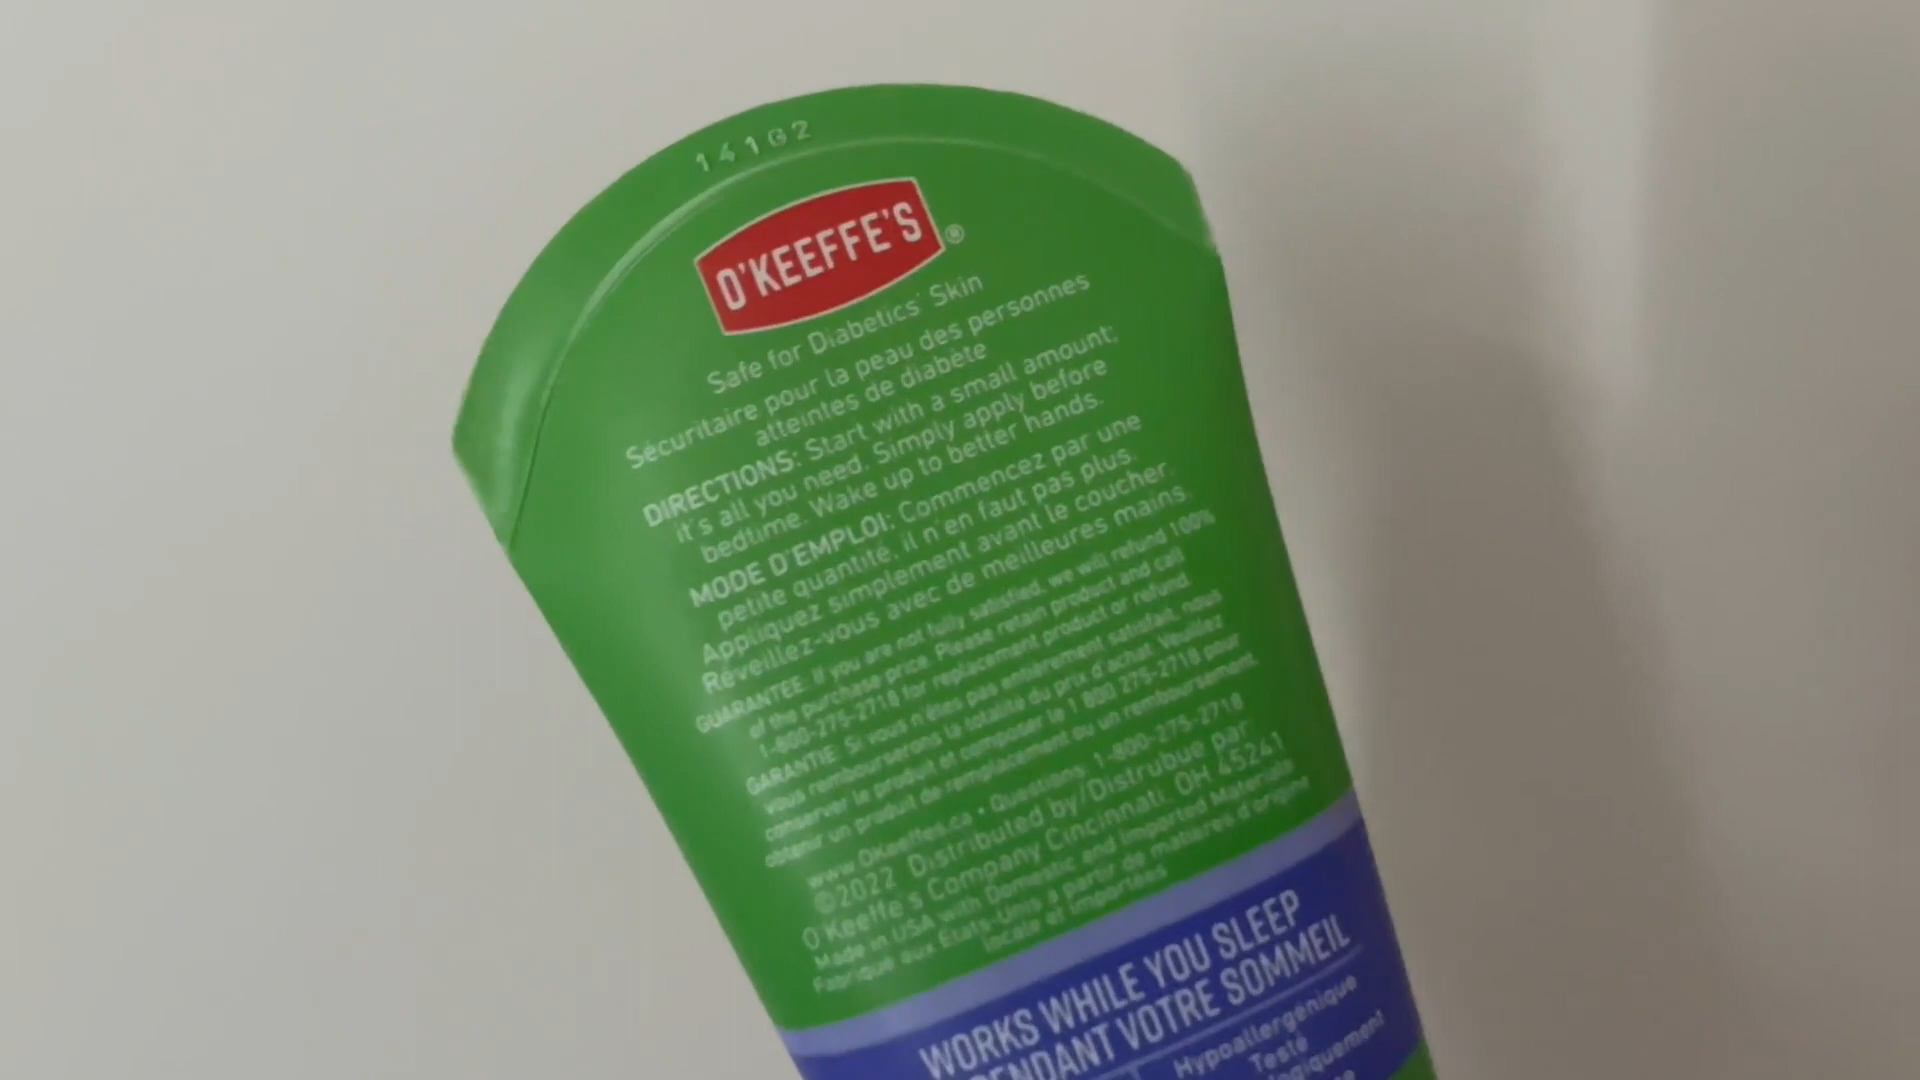 14102
O'KEEFFE'S®
Safe for Diabetics' Skin
Sécuritaire pour la peau des personnes
atteintes de diabète
DIRECTIONS: Start with a small amount;
it's all you need. Simply apply before
bedtime. Wake up to better hands.
MODE D'EMPLOI: Commencez par une
petite quantité, il n'en faut pas plus.
Appliquez simplement avant le coucher.
Réveillez-vous avec de meilleures mains.
GUARANTEE: If you are not fully satisfied, we will refund 100%
of the purchase price. Please retain product and call
1-800-275-2718 for replacement product or refund.
GARANTIE: Si vous n'êtes pas entièrement satisfait, nous
vous rembourserons la totalité du prix d'achat. Veuillez
conserver le produit et composer le 1 800 275-2718 pour
obtenir un produit de remplacement ou un remboursement.
www.OKeeffes.ca • Questions: 1-800-275-2718
©2022 Distributed by/Distrubue par
O'Keeffe's Company Cincinnati, OH 45241
Made in USA with Domestic and Imported Materials
Fabriqué aux États-Unis à partir de matières d'origine
locale et importées
WORKS WHILE YOU SLEEP
PENDANT VOTRE SOMMEIL
Hypoallergénique
Testé